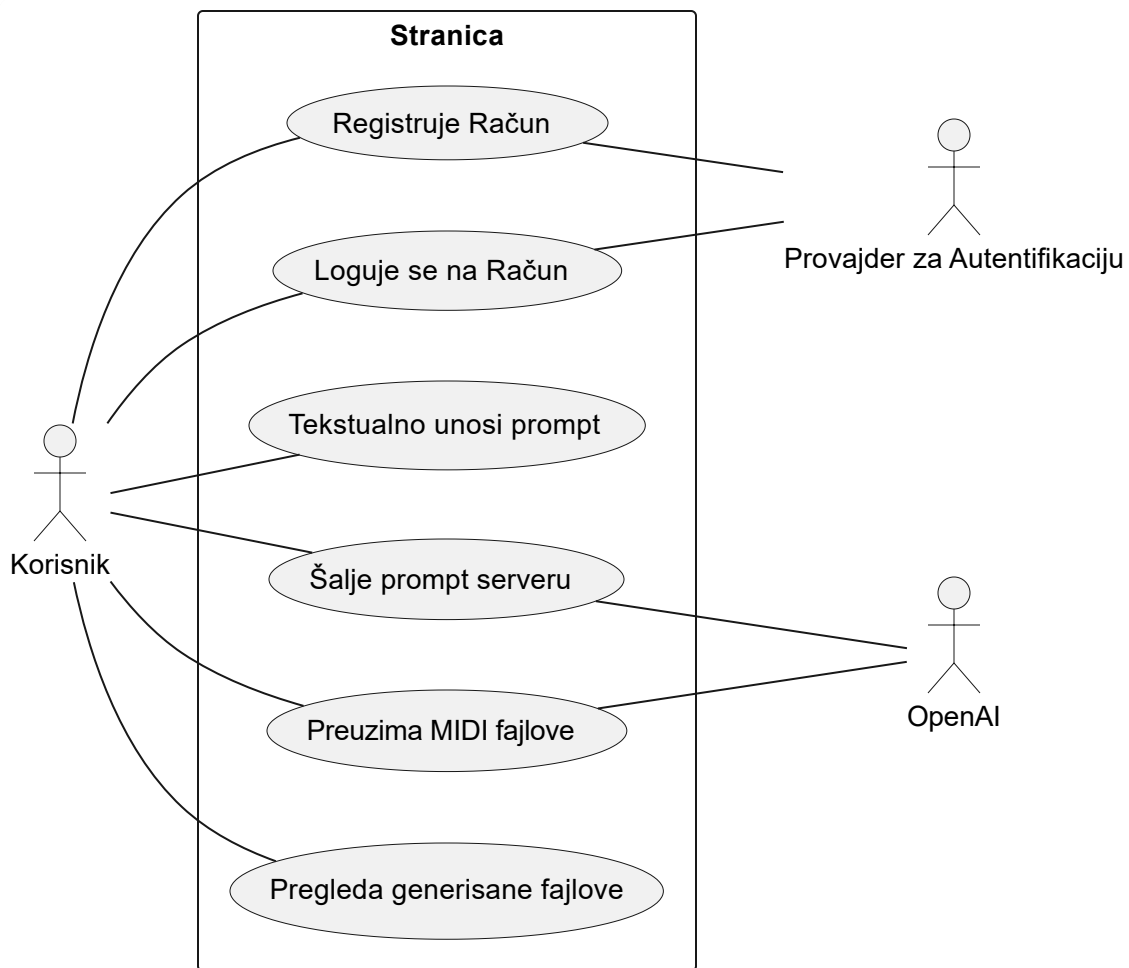 Stranica
Registruje Račun
Loguje se na Račun
Provajder za Autentifikaciju
Tekstualno unosi prompt
Korisnik
Šalje prompt serveru
Preuzima MIDI fajlove
OpenAI
Pregleda generisane fajlove